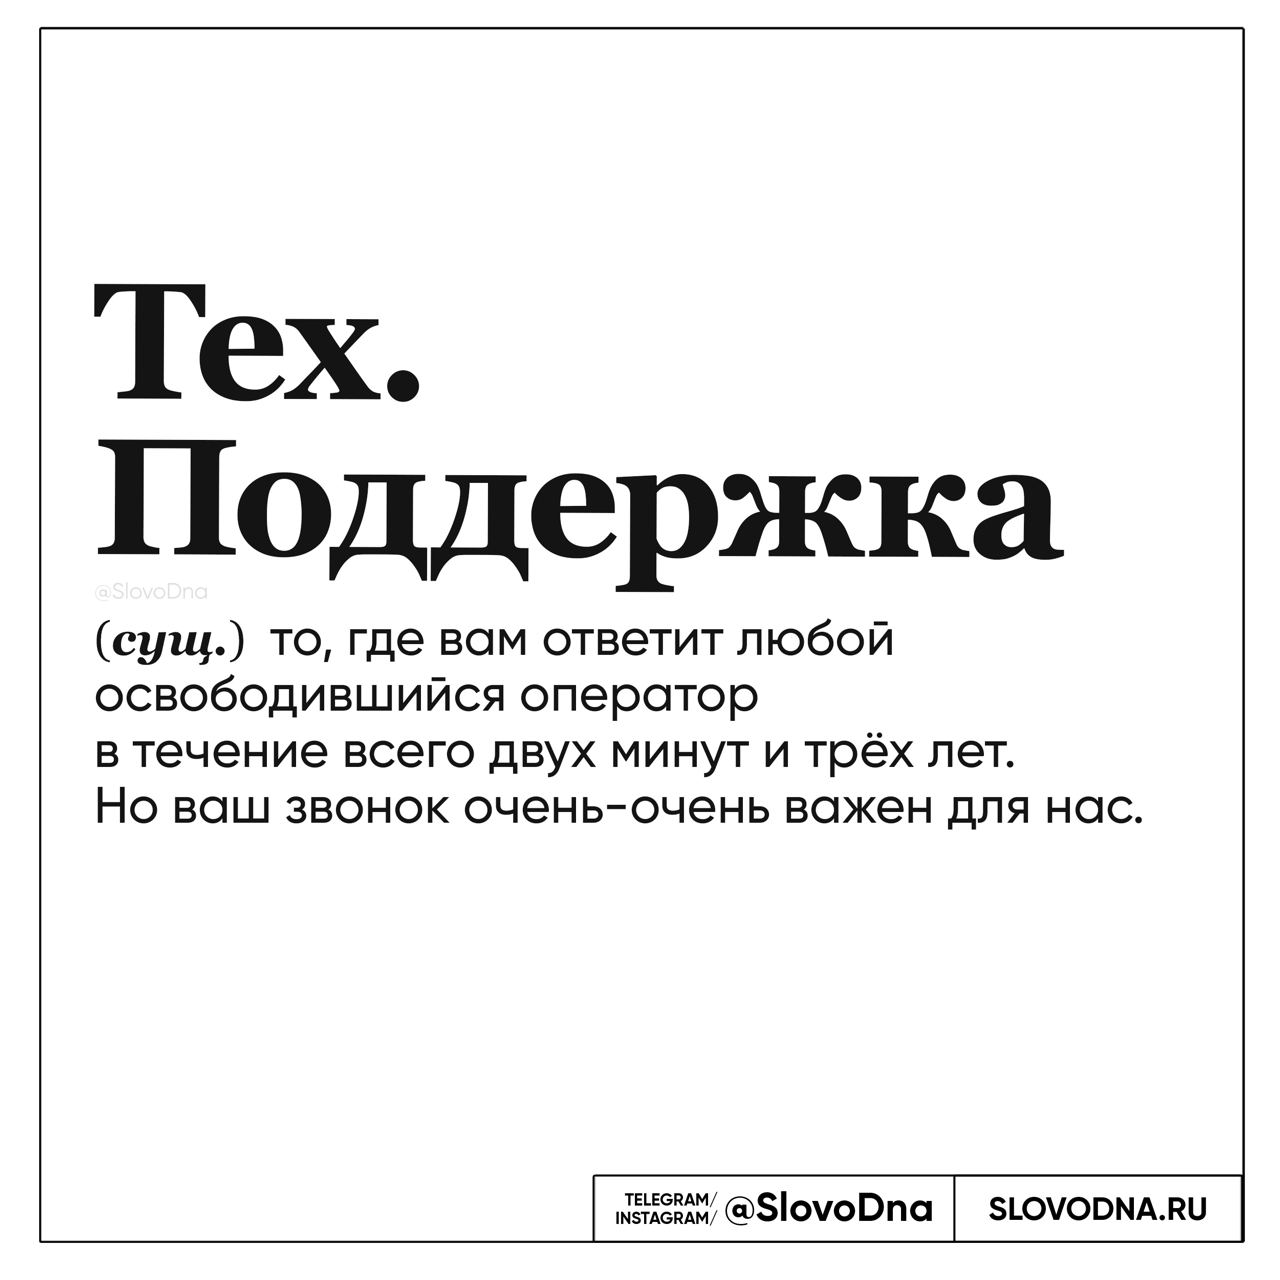 Тех.
Поддержка
@SlovoDna
(сущ.) то, где вам ответит любой
освободившийся оператор
в течение всего двух минут и трёх лет.
Но ваш звонок очень-очень важен для нас.
TELEGRAM/
INSTAGRAM/
@SlovoDna
SLOVODNA.RU